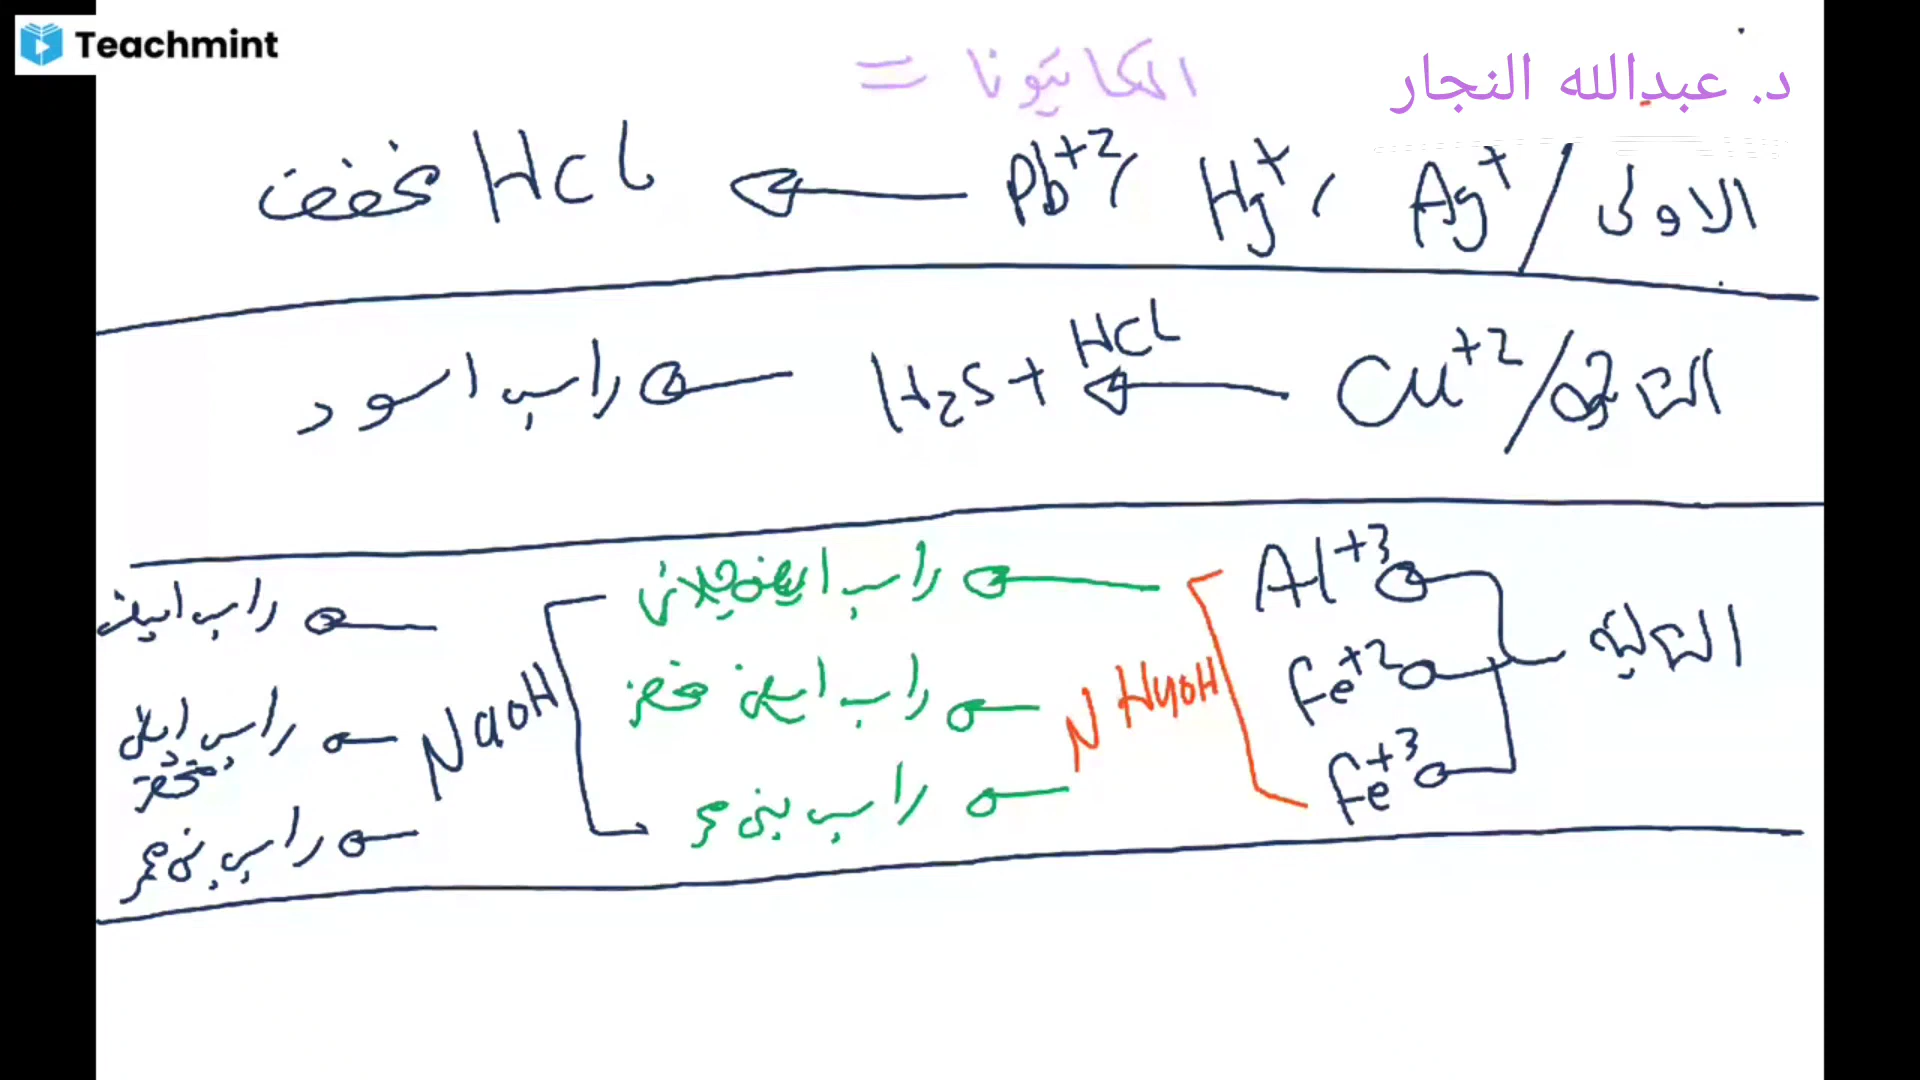 Teachmint
د. عبدالله النجار
الكاتيونات =
الاولى / Ag⁺ ، Hg⁺ ، Pb⁺² ← HCl مخفف
الثانية / Cu⁺² ← HCl + H₂S ← راسب اسود
الثالثة
Al⁺³
Fe⁺²
Fe⁺³
NH₄OH
راسب ابيض جيلاتيني
راسب ابيض مخضر
راسب بني محمر
NaOH
راسب ابيض
راسب ابيض مخضر
راسب بني محمر